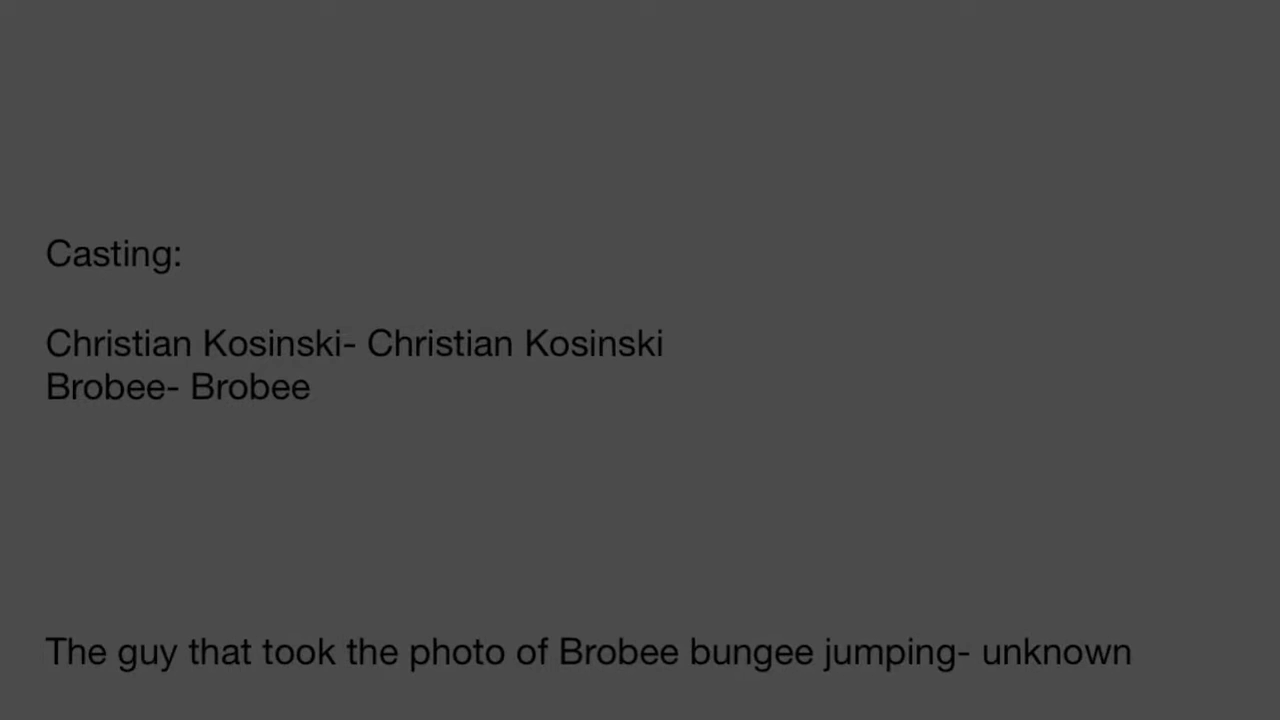 Casting:
Christian Kosinski- Christian Kosinski
Brobee- Brobee
The guy that took the photo of Brobee bungee jumping- unknown